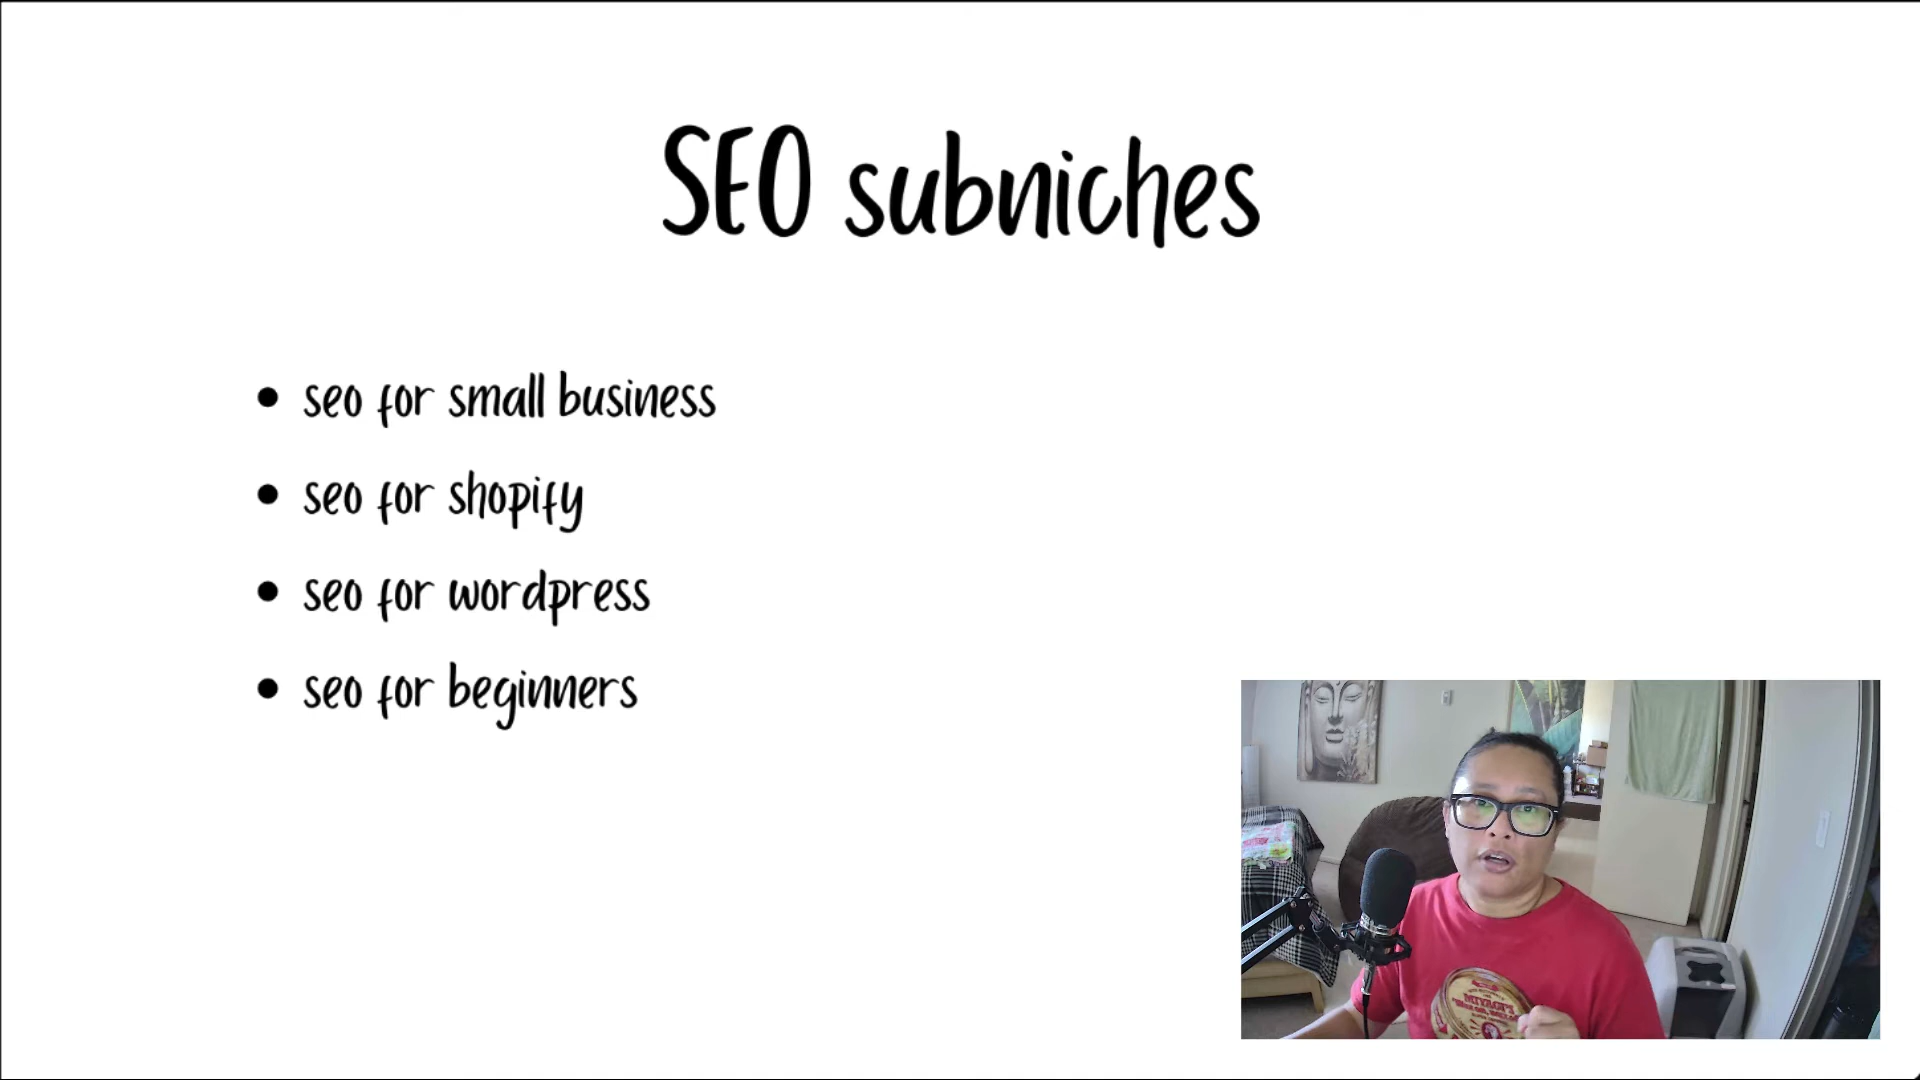 SEO subniches
• seo for small business
• seo for shopify
• seo for wordpress
• seo for beginners